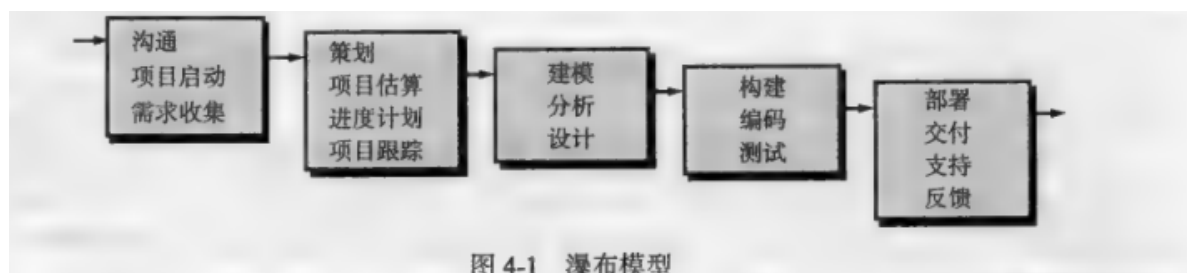 沟通
项目启动
需求收集
策划
项目估算
进度计划
项目跟踪
建模
分析
设计
构建
编码
测试
部署
交付
支持
反馈
图 4-1 瀑布模型